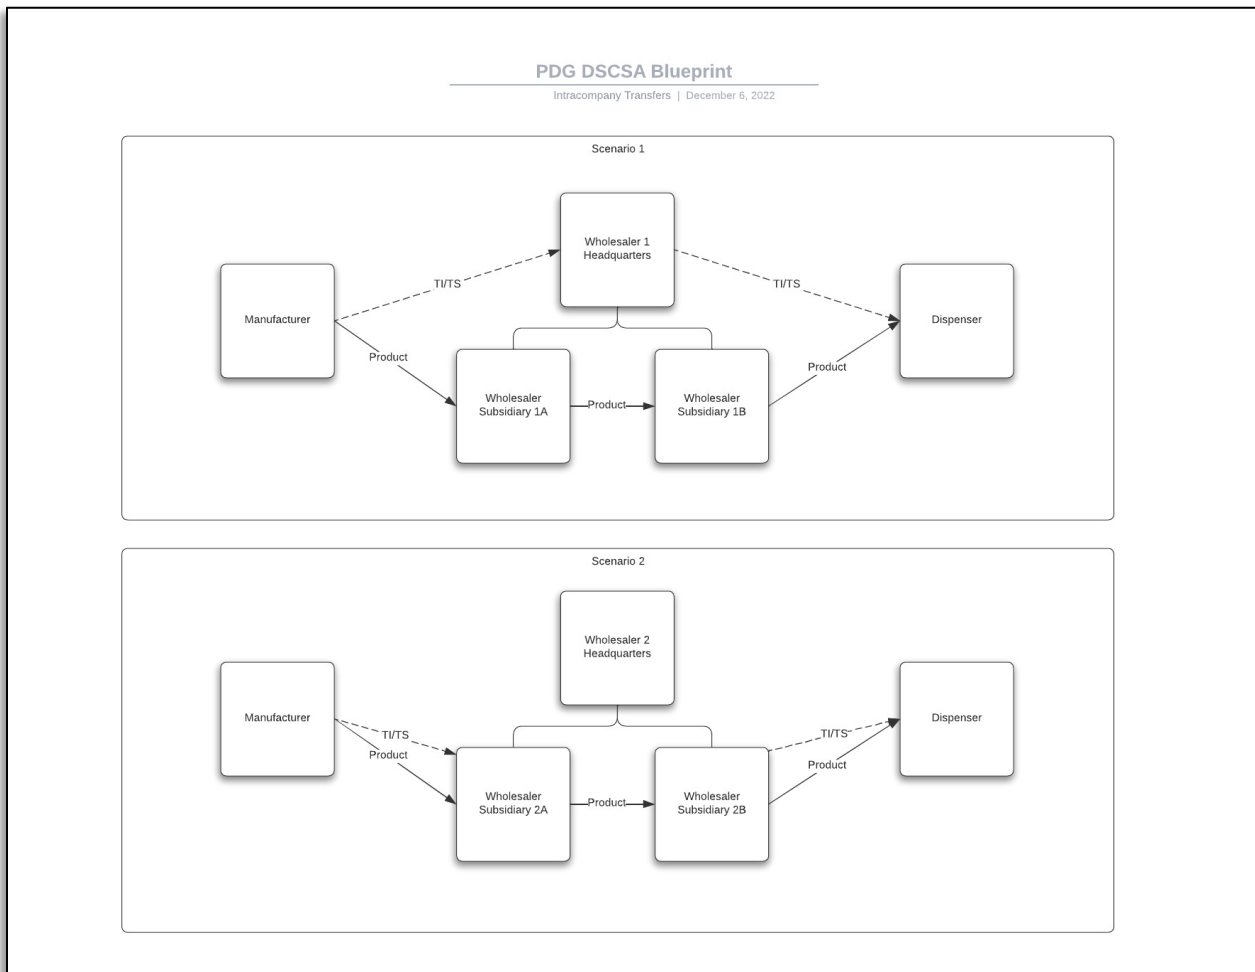 PDG DSCSA Blueprint
Intracompany Transfers | December 6, 2022
Scenario 1
Wholesaler 1
Headquarters
TI/TS
TI/TS
Manufacturer
Dispenser
Product
Product
Wholesaler
Subsidiary 1A
Product
Wholesaler
Subsidiary 1B
Scenario 2
Wholesaler 2
Headquarters
Manufacturer
Dispenser
TI/TS
TI/TS
Product
Product
Wholesaler
Subsidiary 2A
Product
Wholesaler
Subsidiary 2B